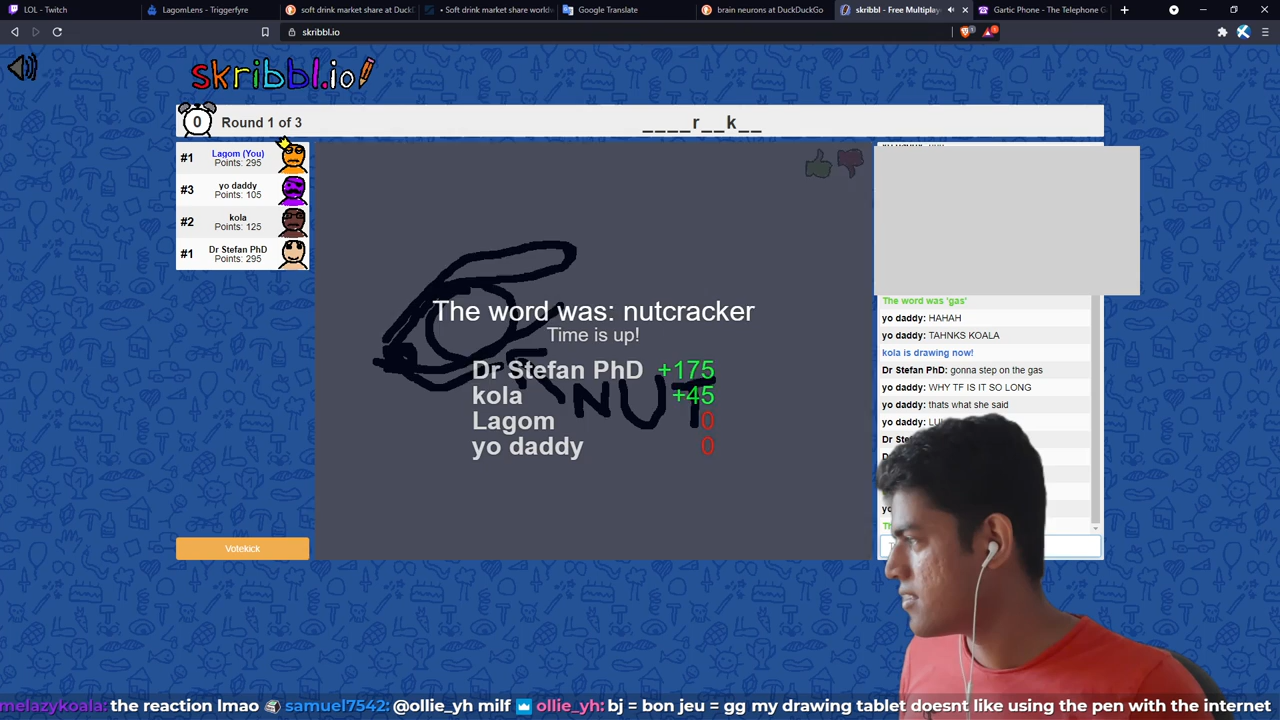 LOL - Twitch
LagomLens - Triggerfyre
soft drink market share at Duck
• Soft drink market share world
Google Translate
brain neurons at DuckDuckGo
skribbl - Free Multiplaye
Gartic Phone - The Telephone G
skribbl.io
skribbl.io
0
Round 1 of 3
____r__k__
#1
Lagom (You)
Points: 295
#3
yo daddy
Points: 105
#2
kola
Points: 125
#1
Dr Stefan PhD
Points: 295
Votekick
The word was: nutcracker
Time is up!
Dr Stefan PhD +175
kola +45
Lagom 0
yo daddy 0
NUT
The word was 'gas'
yo daddy: HAHAH
yo daddy: TAHNKS KOALA
kola is drawing now!
Dr Stefan PhD: gonna step on the gas
yo daddy: WHY TF IS IT SO LONG
yo daddy: thats what she said
yo daddy:
melazykoala: the reaction lmao samuel7542: @ollie_yh milf ollie_yh: bj = bon jeu = gg my drawing tablet doesnt like using the pen with the internet